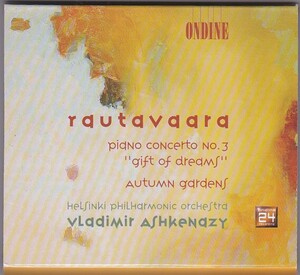 ONDINE
rautavaara
piano concerto no.3
"gift of dreams"
autumn gardens
Helsinki Philharmonic Orchestra
Vladimir Ashkenazy
24